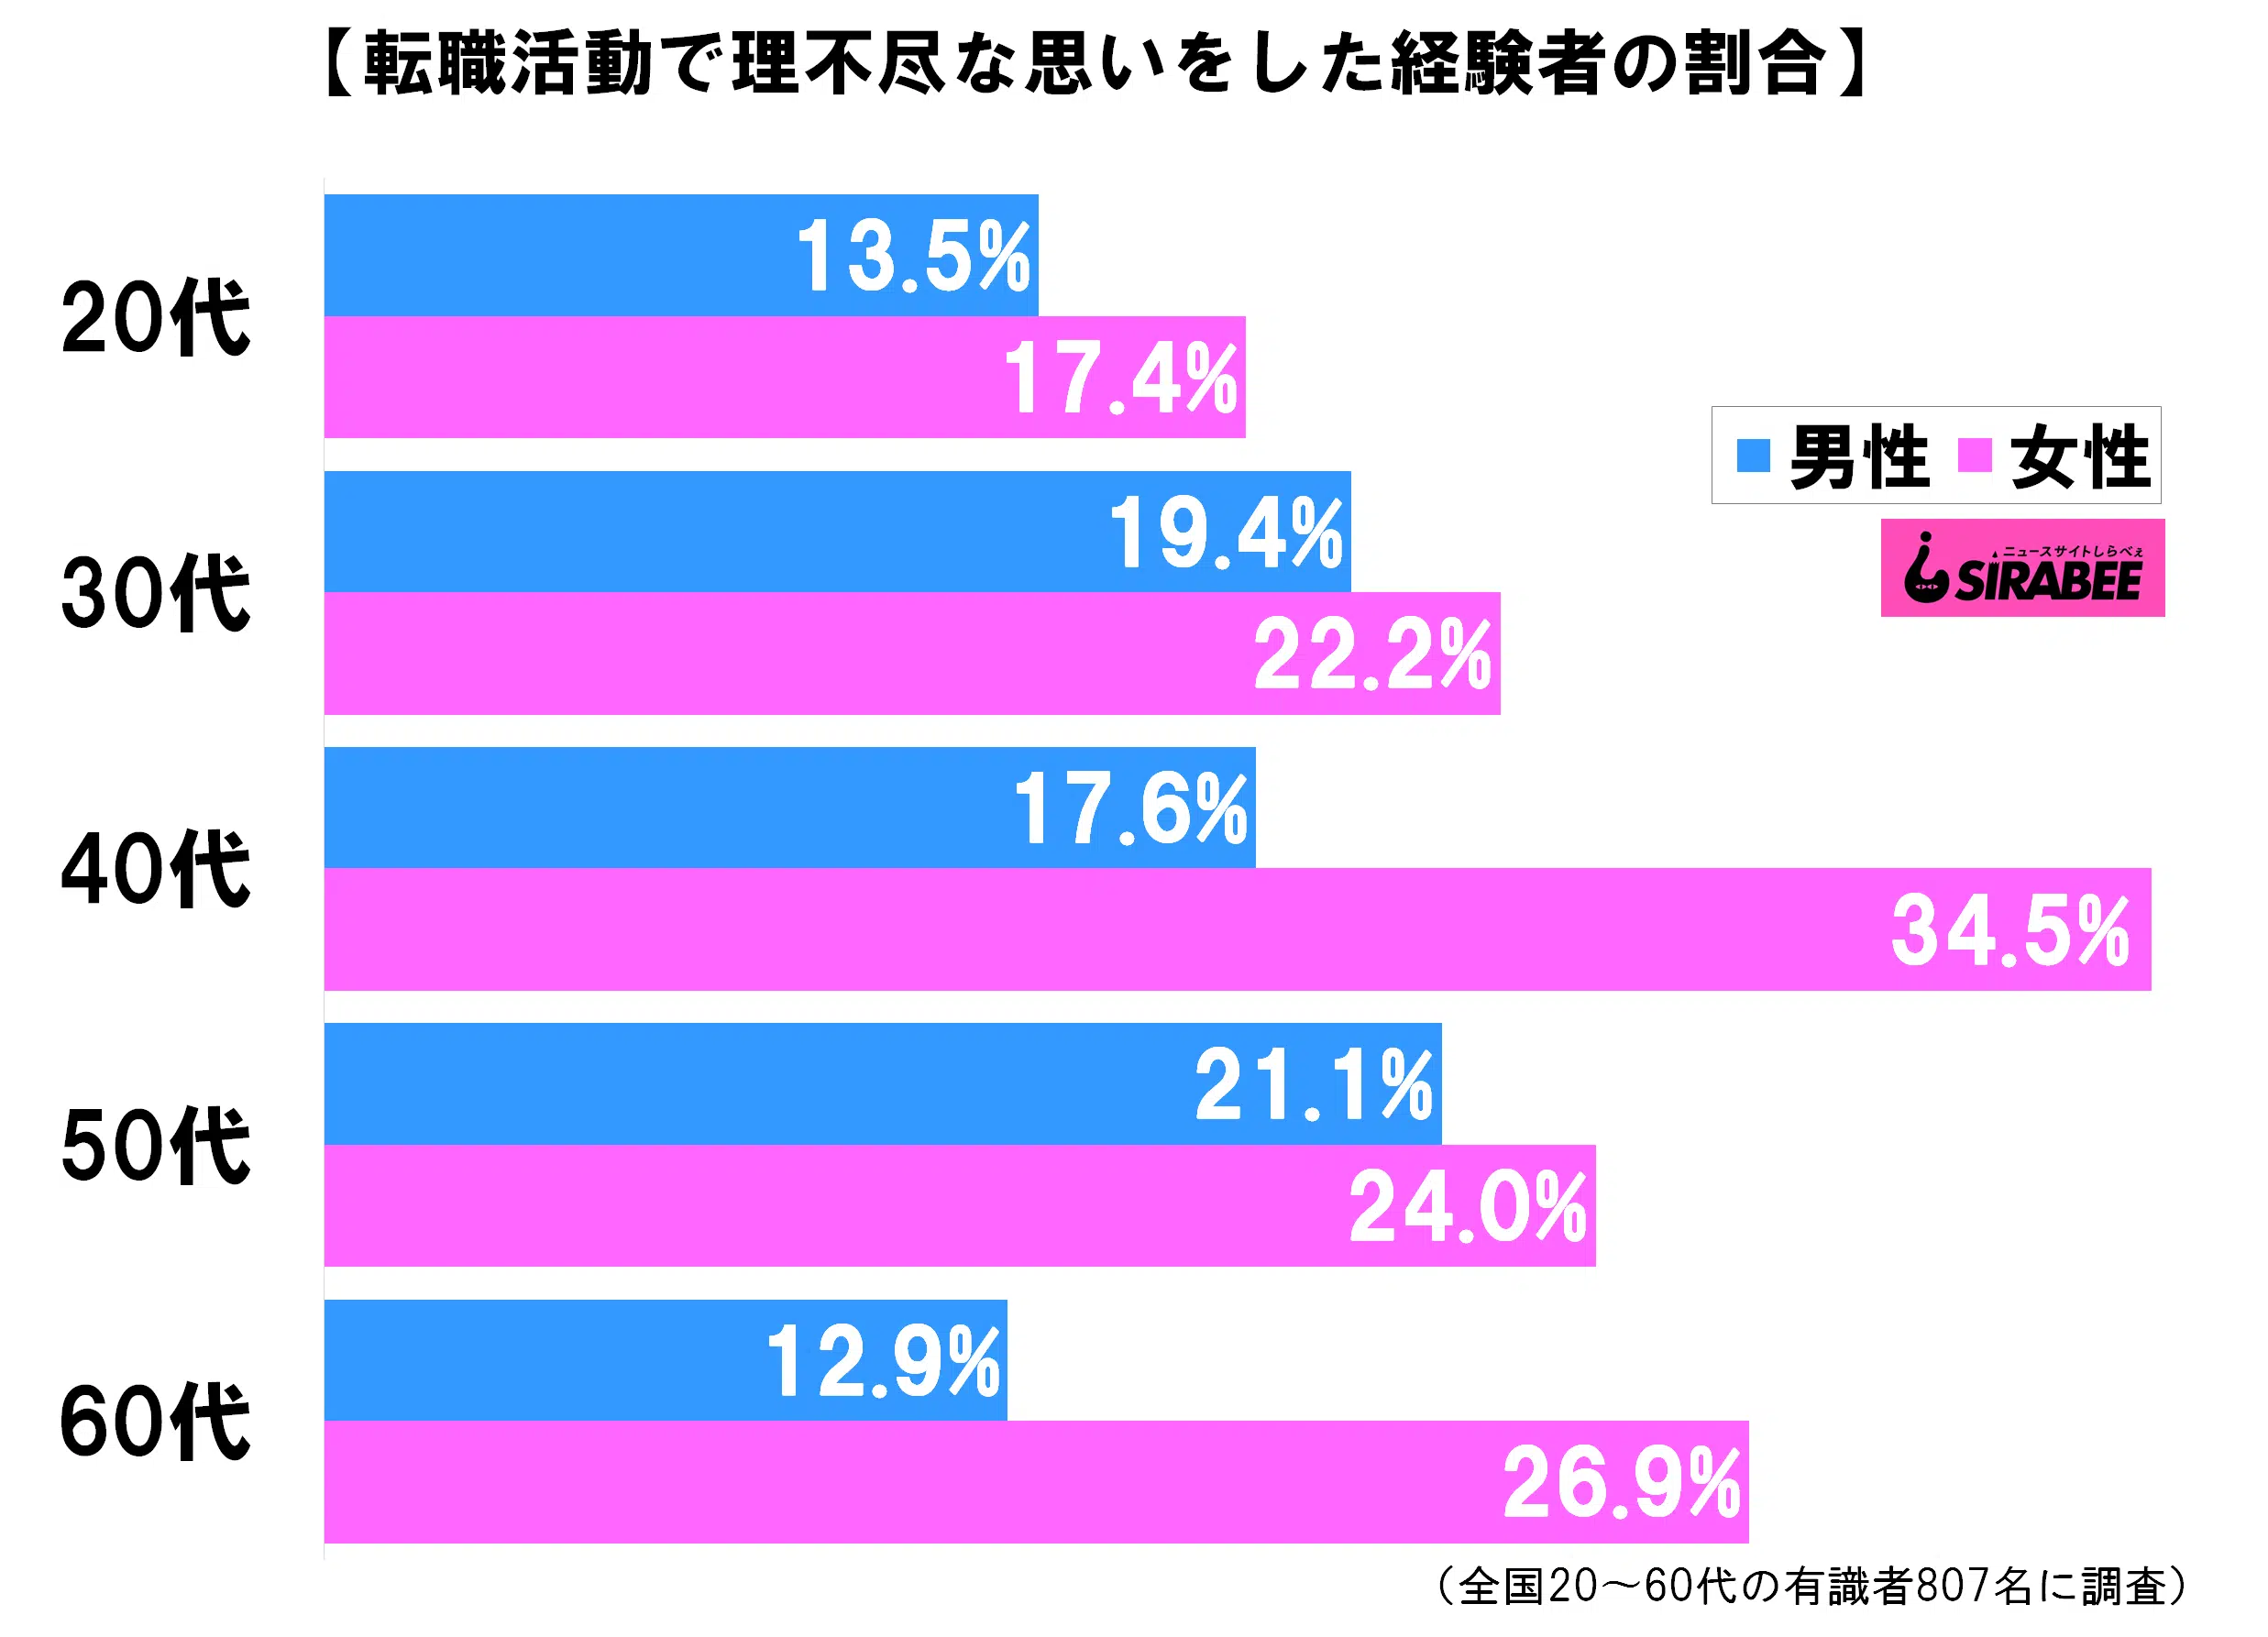 【転職活動で理不尽な思いをした経験者の割合】
20代
13.5%
17.4%
男性 女性
ニュースサイトしらべぇ
SIRABEE
30代
19.4%
22.2%
40代
17.6%
34.5%
50代
21.1%
24.0%
60代
12.9%
26.9%
（全国20～60代の有識者807名に調査）